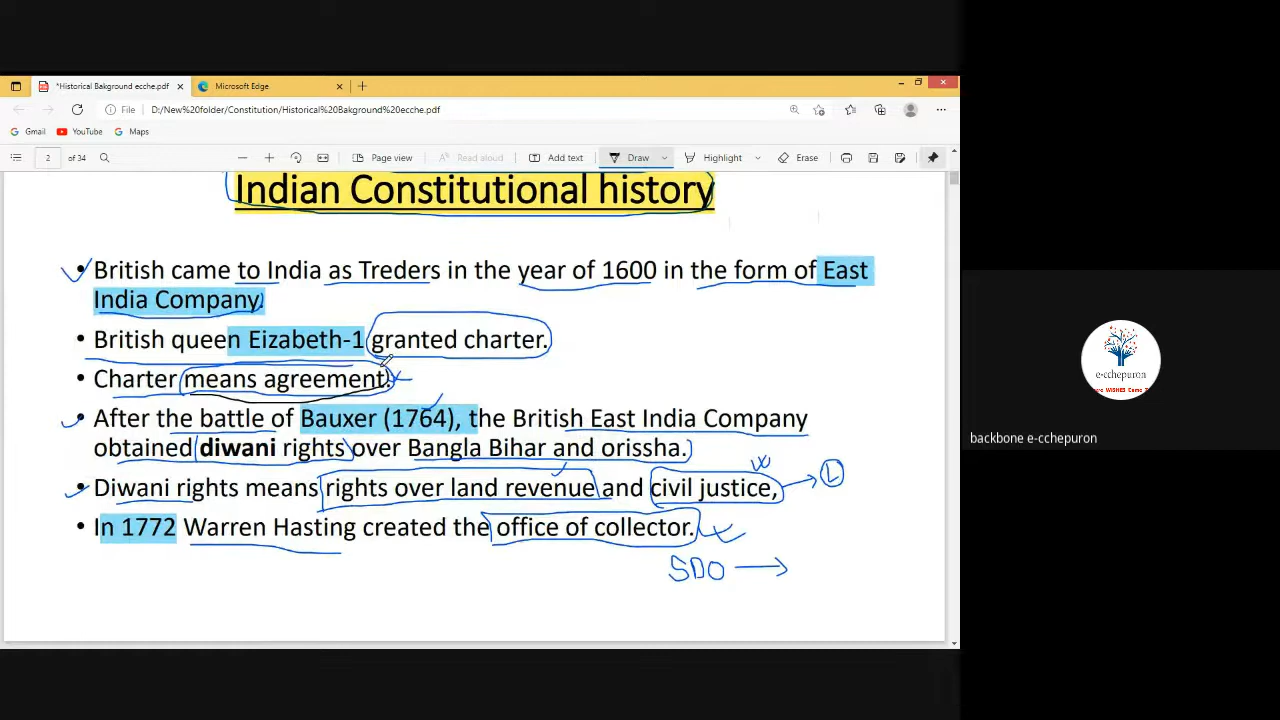 *Historical Bakground ecche.pdf
Microsoft Edge
File
D:/New%20folder/Constitution/Historical%20Bakground%20ecche.pdf
Gmail
YouTube
Maps
2
of 34
Page view
Read aloud
Add text
Draw
Highlight
Erase
Indian Constitutional history
• British came to India as Treders in the year of 1600 in the form of East
India Company.
• British queen Eizabeth-1 granted charter.
• Charter means agreement.
• After the battle of Bauxer (1764), the British East India Company
obtained diwani rights over Bangla Bihar and orissha.
• Diwani rights means rights over land revenue and civil justice,
L
• In 1772 Warren Hasting created the office of collector.
SDO →
e-cchepuron
backbone e-cchepuron